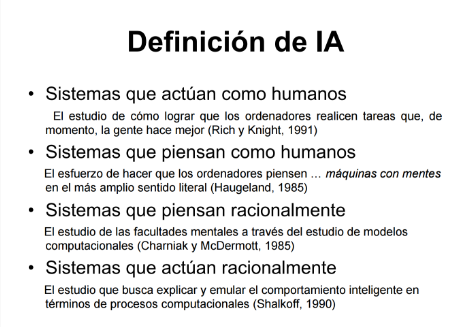 Definición de IA
• Sistemas que actúan como humanos
El estudio de cómo lograr que los ordenadores realicen tareas que, de
momento, la gente hace mejor (Rich y Knight, 1991)
• Sistemas que piensan como humanos
El esfuerzo de hacer que los ordenadores piensen ... máquinas con mentes
en el más amplio sentido literal (Haugeland, 1985)
• Sistemas que piensan racionalmente
El estudio de las facultades mentales a través del estudio de modelos
computacionales (Charniak y McDermott, 1985)
• Sistemas que actúan racionalmente
El estudio que busca explicar y emular el comportamiento inteligente en
términos de procesos computacionales (Shalkoff, 1990)